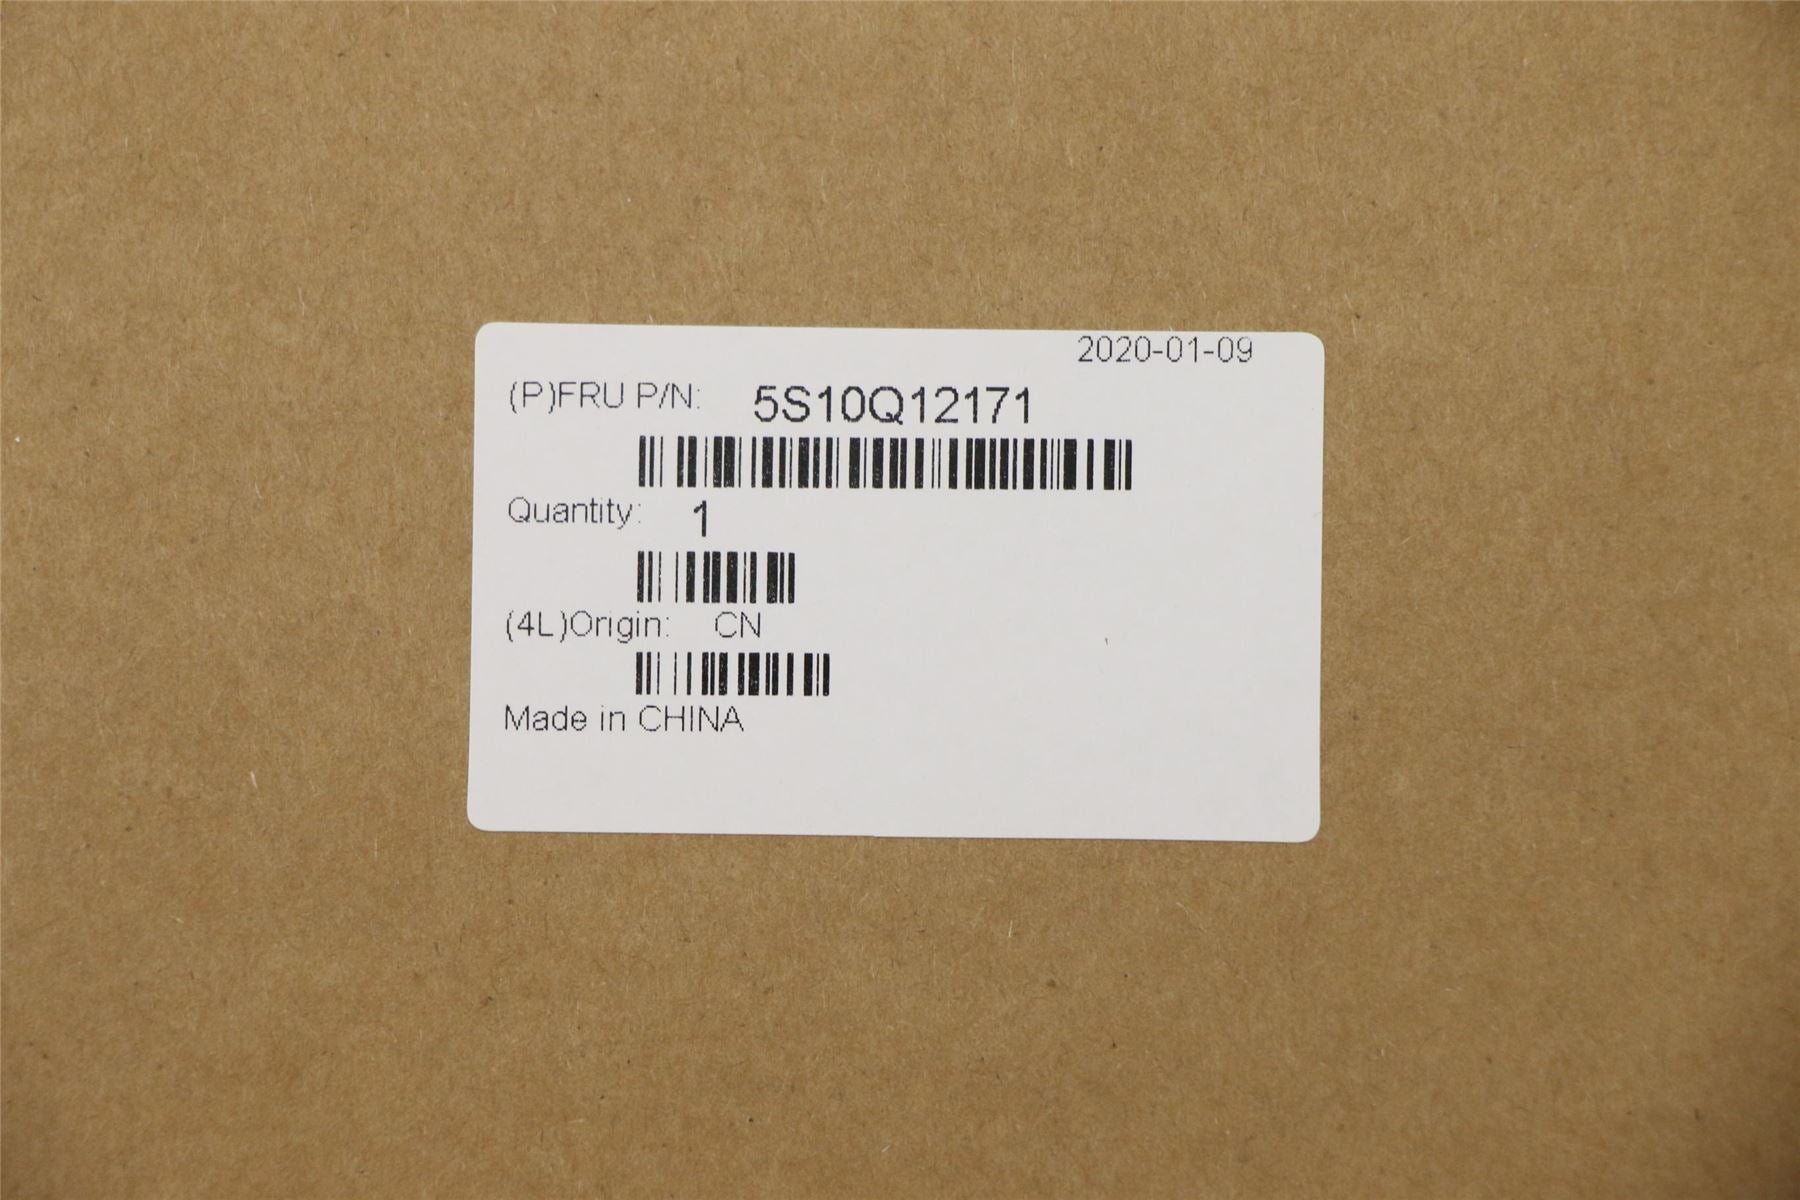 2020-01-09
(P)FRU P/N: 5S10Q12171
Quantity: 1
(4L)Origin: CN
Made in CHINA